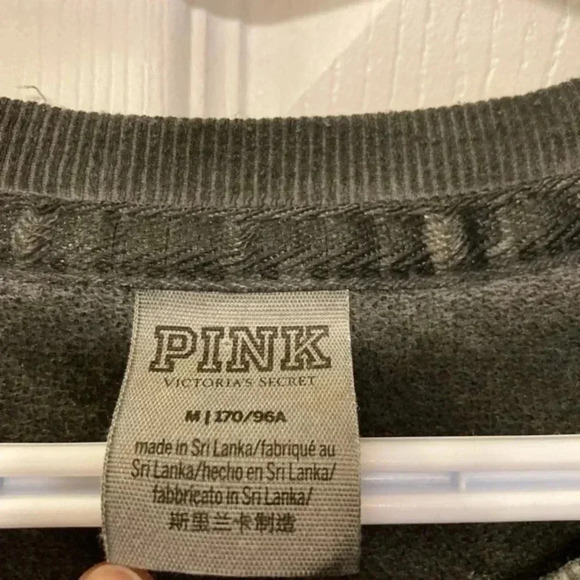 PINK
VICTORIA'S SECRET
M | 170/96A
made in Sri Lanka/fabriqué au
Sri Lanka/hecho en Sri Lanka/
fabbricato in Sri Lanka/
斯里兰卡制造